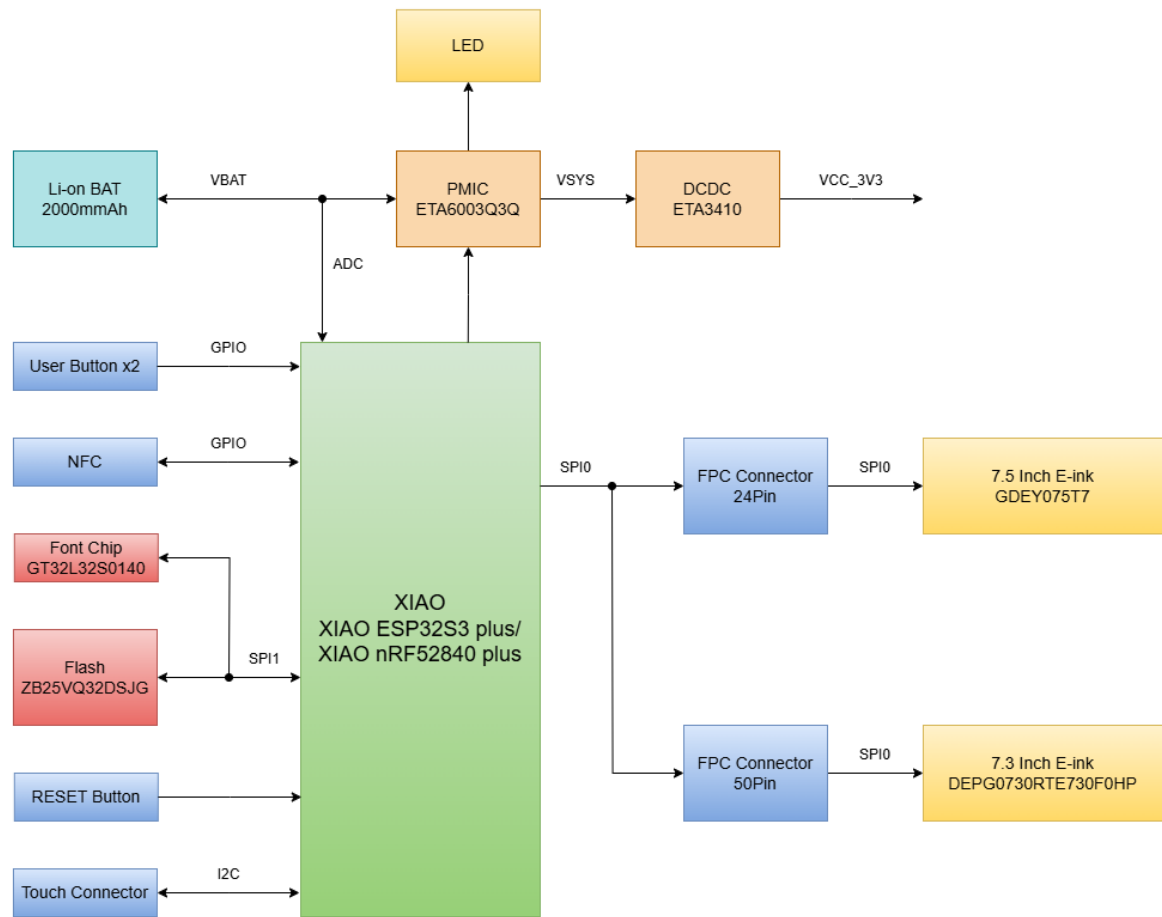 LED
Li-on BAT
2000mmAh
VBAT
PMIC
ETA6003Q3Q
VSYS
DCDC
ETA3410
VCC_3V3
ADC
User Button x2
GPIO
NFC
GPIO
SPI0
FPC Connector
24Pin
SPI0
7.5 Inch E-ink
GDEY075T7
Font Chip
GT32L32S0140
XIAO
XIAO ESP32S3 plus/
XIAO nRF52840 plus
Flash
ZB25VQ32DSJG
SPI1
FPC Connector
50Pin
SPI0
7.3 Inch E-ink
DEPG0730RTE730F0HP
RESET Button
Touch Connector
I2C